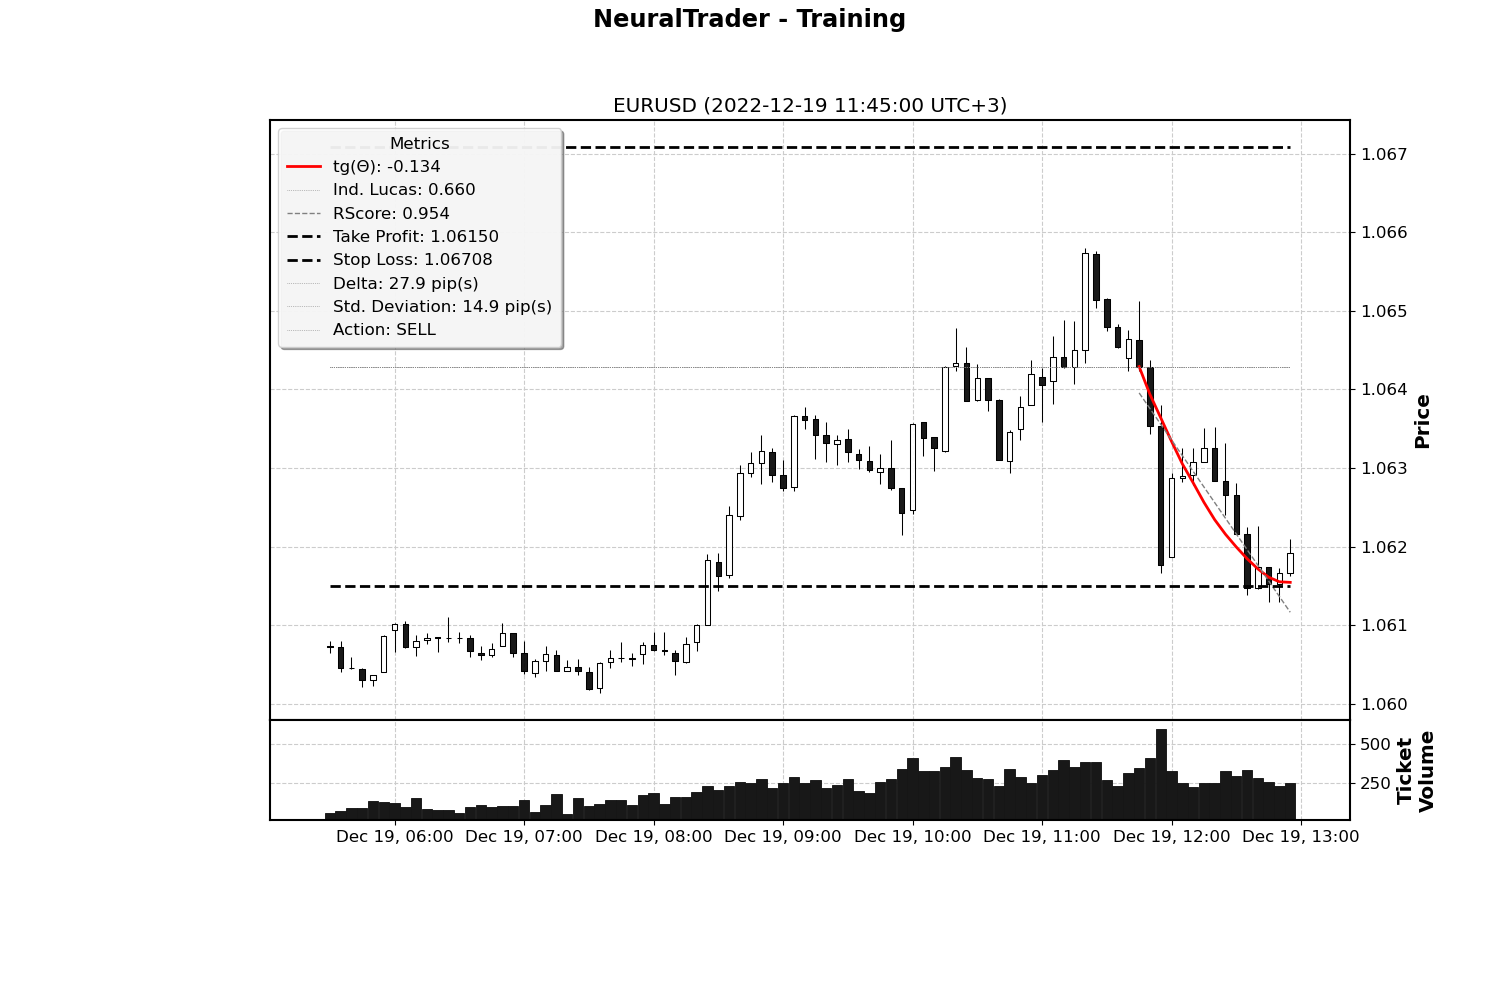 NeuralTrader - Training
EURUSD (2022-12-19 11:45:00 UTC+3)
Metrics
tg(Θ): -0.134
Ind. Lucas: 0.660
RScore: 0.954
Take Profit: 1.06150
Stop Loss: 1.06708
Delta: 27.9 pip(s)
Std. Deviation: 14.9 pip(s)
Action: SELL
1.067
1.066
1.065
1.064
1.063
1.062
1.061
1.060
Price
500
250
Ticket
Volume
Dec 19, 06:00
Dec 19, 07:00
Dec 19, 08:00
Dec 19, 09:00
Dec 19, 10:00
Dec 19, 11:00
Dec 19, 12:00
Dec 19, 13:00